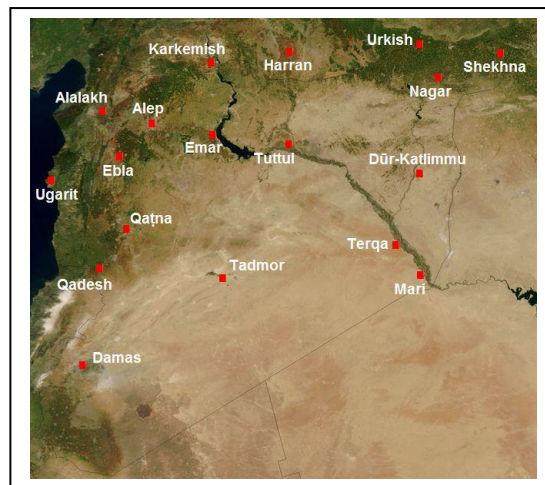 Urkish
Karkemish
Harran
Shekhna
Nagar
Alalakh
Alep
Emar
Tuttul
Ebla
Dūr-Katlimmu
Ugarit
Qaṭna
Terqa
Tadmor
Qadesh
Mari
Damas